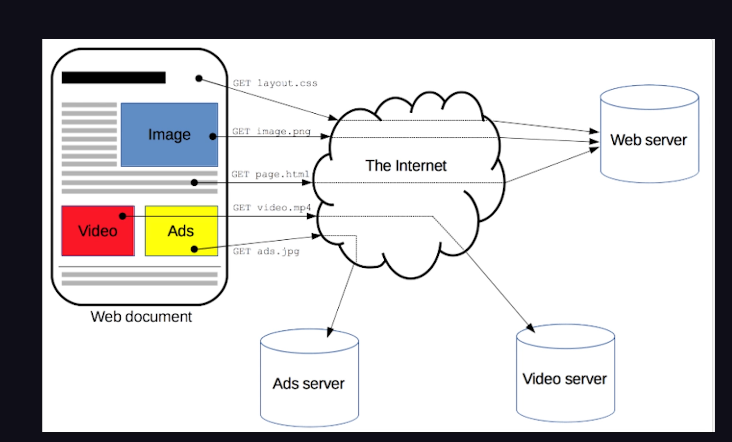 GET layout.css
Image
GET image.png
The Internet
Web server
GET page.html
GET video.mp4
Video
Ads
GET ads.jpg
Web document
Ads server
Video server